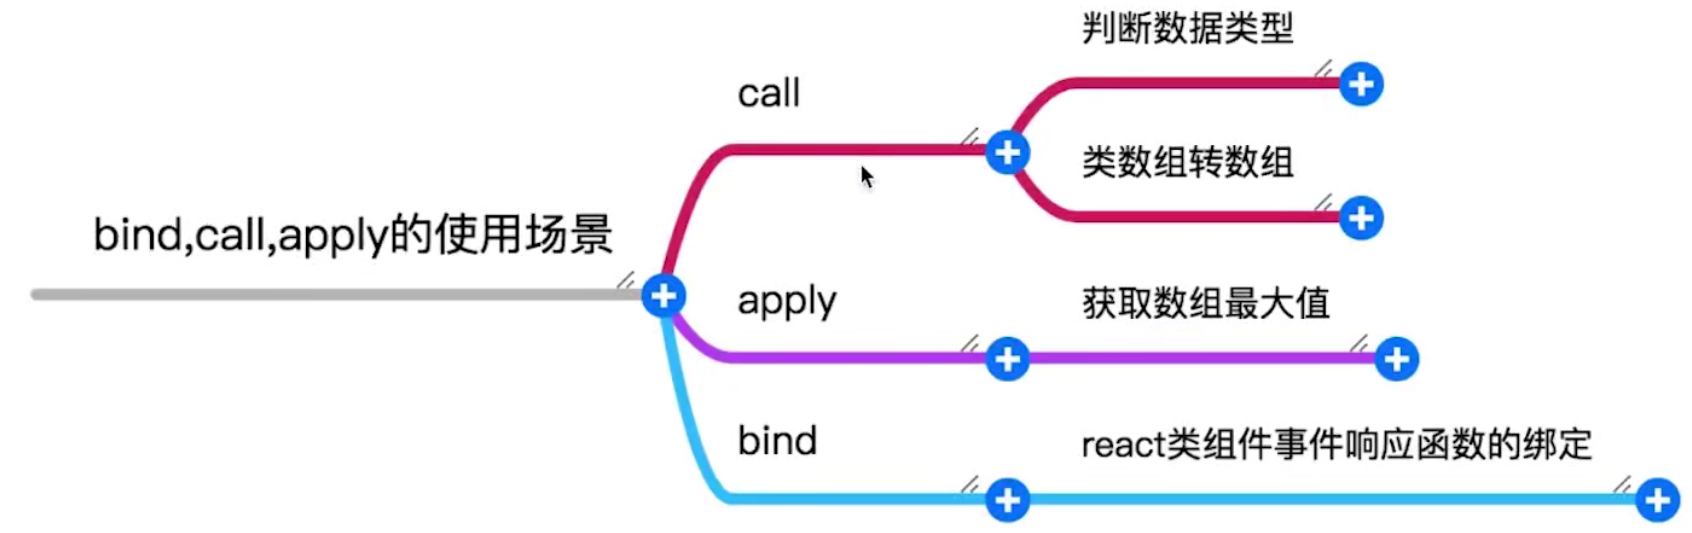 bind,call,apply的使用场景
call
判断数据类型
类数组转数组
apply
获取数组最大值
bind
react类组件事件响应函数的绑定